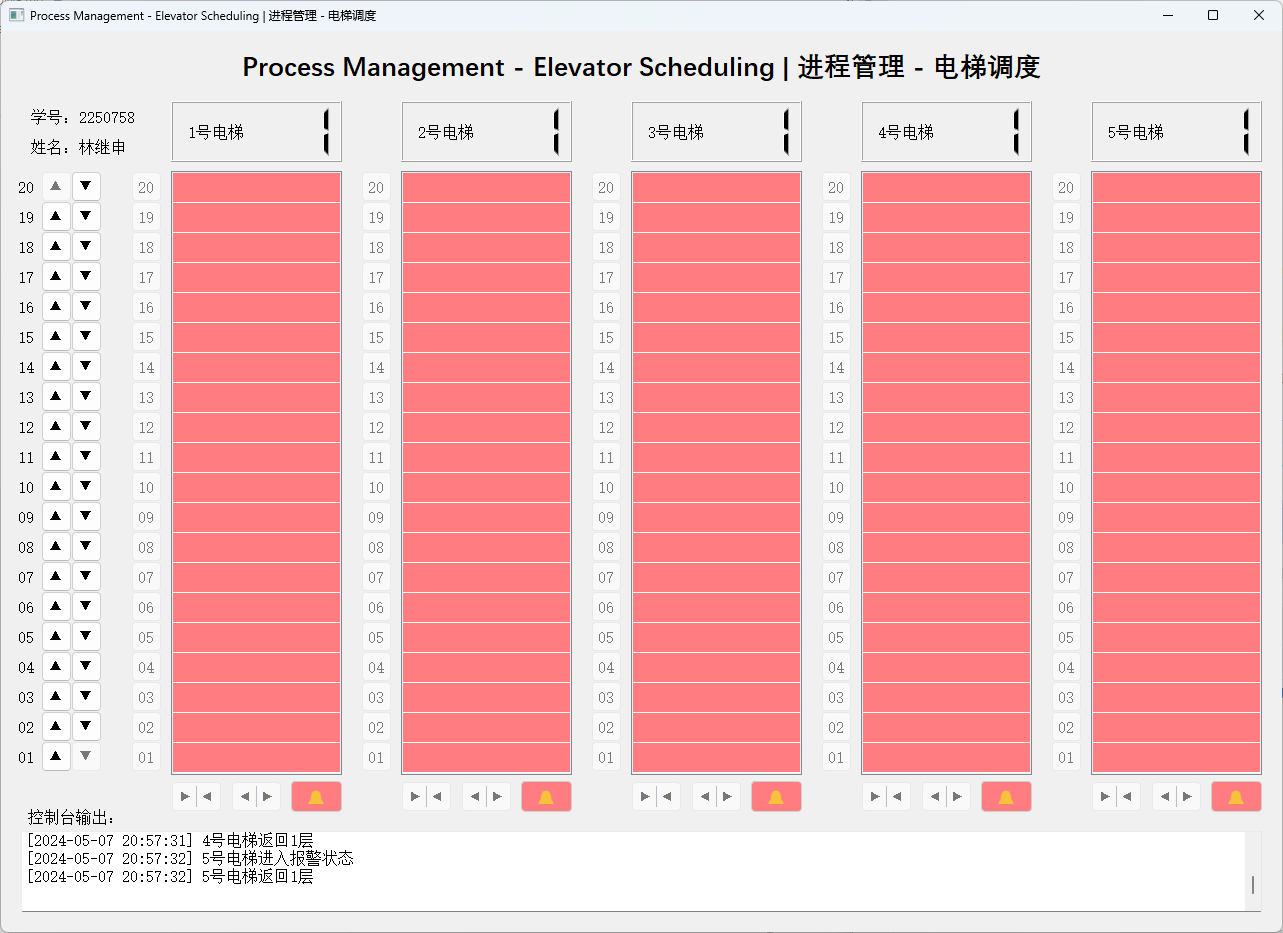 Process Management - Elevator Scheduling | 进程管理 - 电梯调度
Process Management - Elevator Scheduling | 进程管理 - 电梯调度
学号：2250758
姓名：林继申
1号电梯 2号电梯 3号电梯 4号电梯 5号电梯
20 ▲ ▼ 20 20 20 20 20
19 ▲ ▼ 19 19 19 19 19
18 ▲ ▼ 18 18 18 18 18
17 ▲ ▼ 17 17 17 17 17
16 ▲ ▼ 16 16 16 16 16
15 ▲ ▼ 15 15 15 15 15
14 ▲ ▼ 14 14 14 14 14
13 ▲ ▼ 13 13 13 13 13
12 ▲ ▼ 12 12 12 12 12
11 ▲ ▼ 11 11 11 11 11
10 ▲ ▼ 10 10 10 10 10
09 ▲ ▼ 09 09 09 09 09
08 ▲ ▼ 08 08 08 08 08
07 ▲ ▼ 07 07 07 07 07
06 ▲ ▼ 06 06 06 06 06
05 ▲ ▼ 05 05 05 05 05
04 ▲ ▼ 04 04 04 04 04
03 ▲ ▼ 03 03 03 03 03
02 ▲ ▼ 02 02 02 02 02
01 ▲ ▼ 01 01 01 01 01
▶|◀ ◀|▶ ▶|◀ ◀|▶ ▶|◀ ◀|▶ ▶|◀ ◀|▶ ▶|◀ ◀|▶
控制台输出：
[2024-05-07 20:57:31] 4号电梯返回1层
[2024-05-07 20:57:32] 5号电梯进入报警状态
[2024-05-07 20:57:32] 5号电梯返回1层